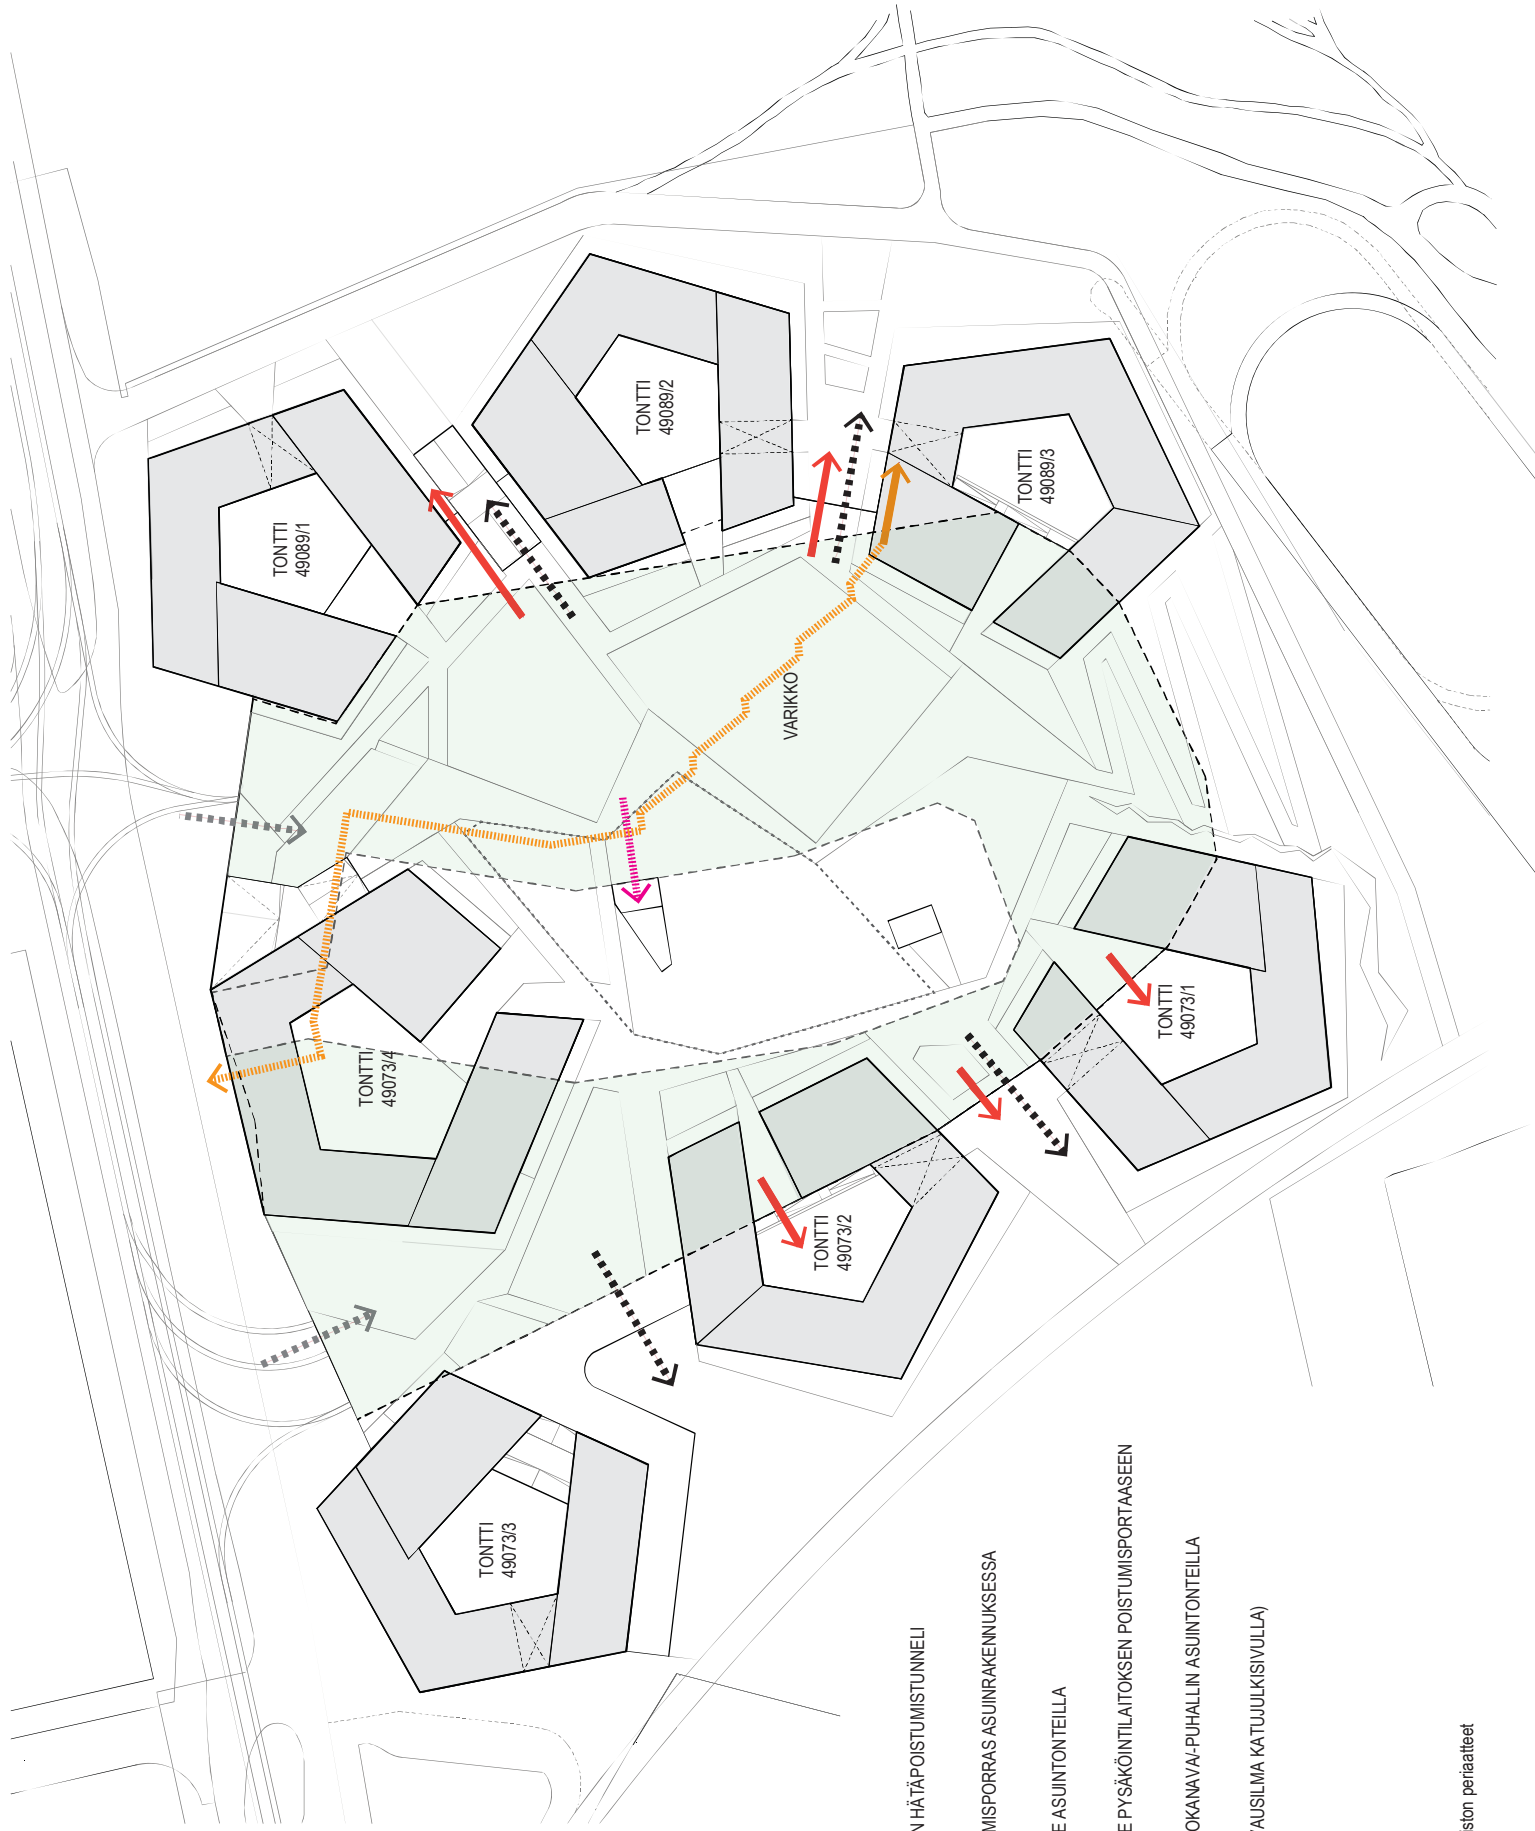 TONTTI
49089/1
TONTTI
49089/2
TONTTI
49089/3
VARIKKO
TONTTI
49073/4
TONTTI
49073/1
TONTTI
49073/2
TONTTI
49073/3
N HÄTÄPOISTUMISTUNNELI
MISPORRAS ASUINRAKENNUKSESSA
E ASUINTONTEILLA
E PYSÄKÖINTILAITOKSEN POISTUMISPORTAASEEN
OKANAVA/-PUHALLIN ASUINTONTEILLA
AUSILMA KATUJULKISIVULLA)
iston periaatteet